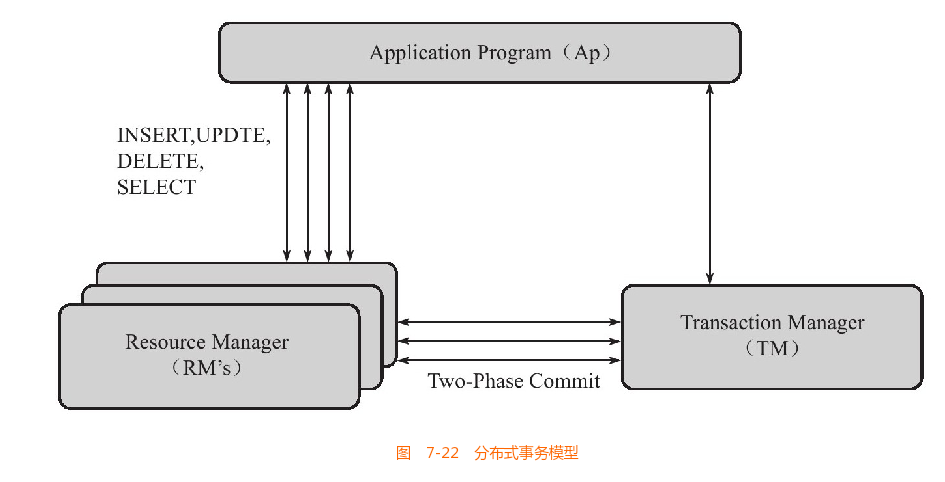 Application Program（Ap）
INSERT,UPDTE,
DELETE,
SELECT
Resource Manager
（RM’s）
Transaction Manager
（TM）
Two-Phase Commit
图 7-22 分布式事务模型